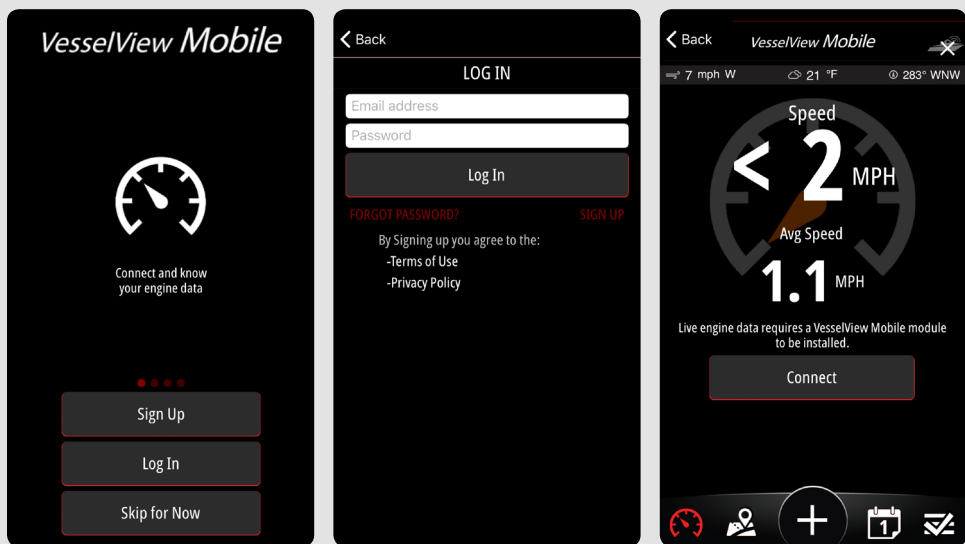 VesselView Mobile
Connect and know
your engine data
Sign Up
Log In
Skip for Now
Back
LOG IN
Email address
Password
Log In
FORGOT PASSWORD? SIGN UP
By Signing up you agree to the:
-Terms of Use
-Privacy Policy
Back VesselView Mobile
7 mph W 21 °F 283° WNW
Speed
< 2 MPH
Avg Speed
1.1 MPH
Live engine data requires a VesselView Mobile module
to be installed.
Connect
1